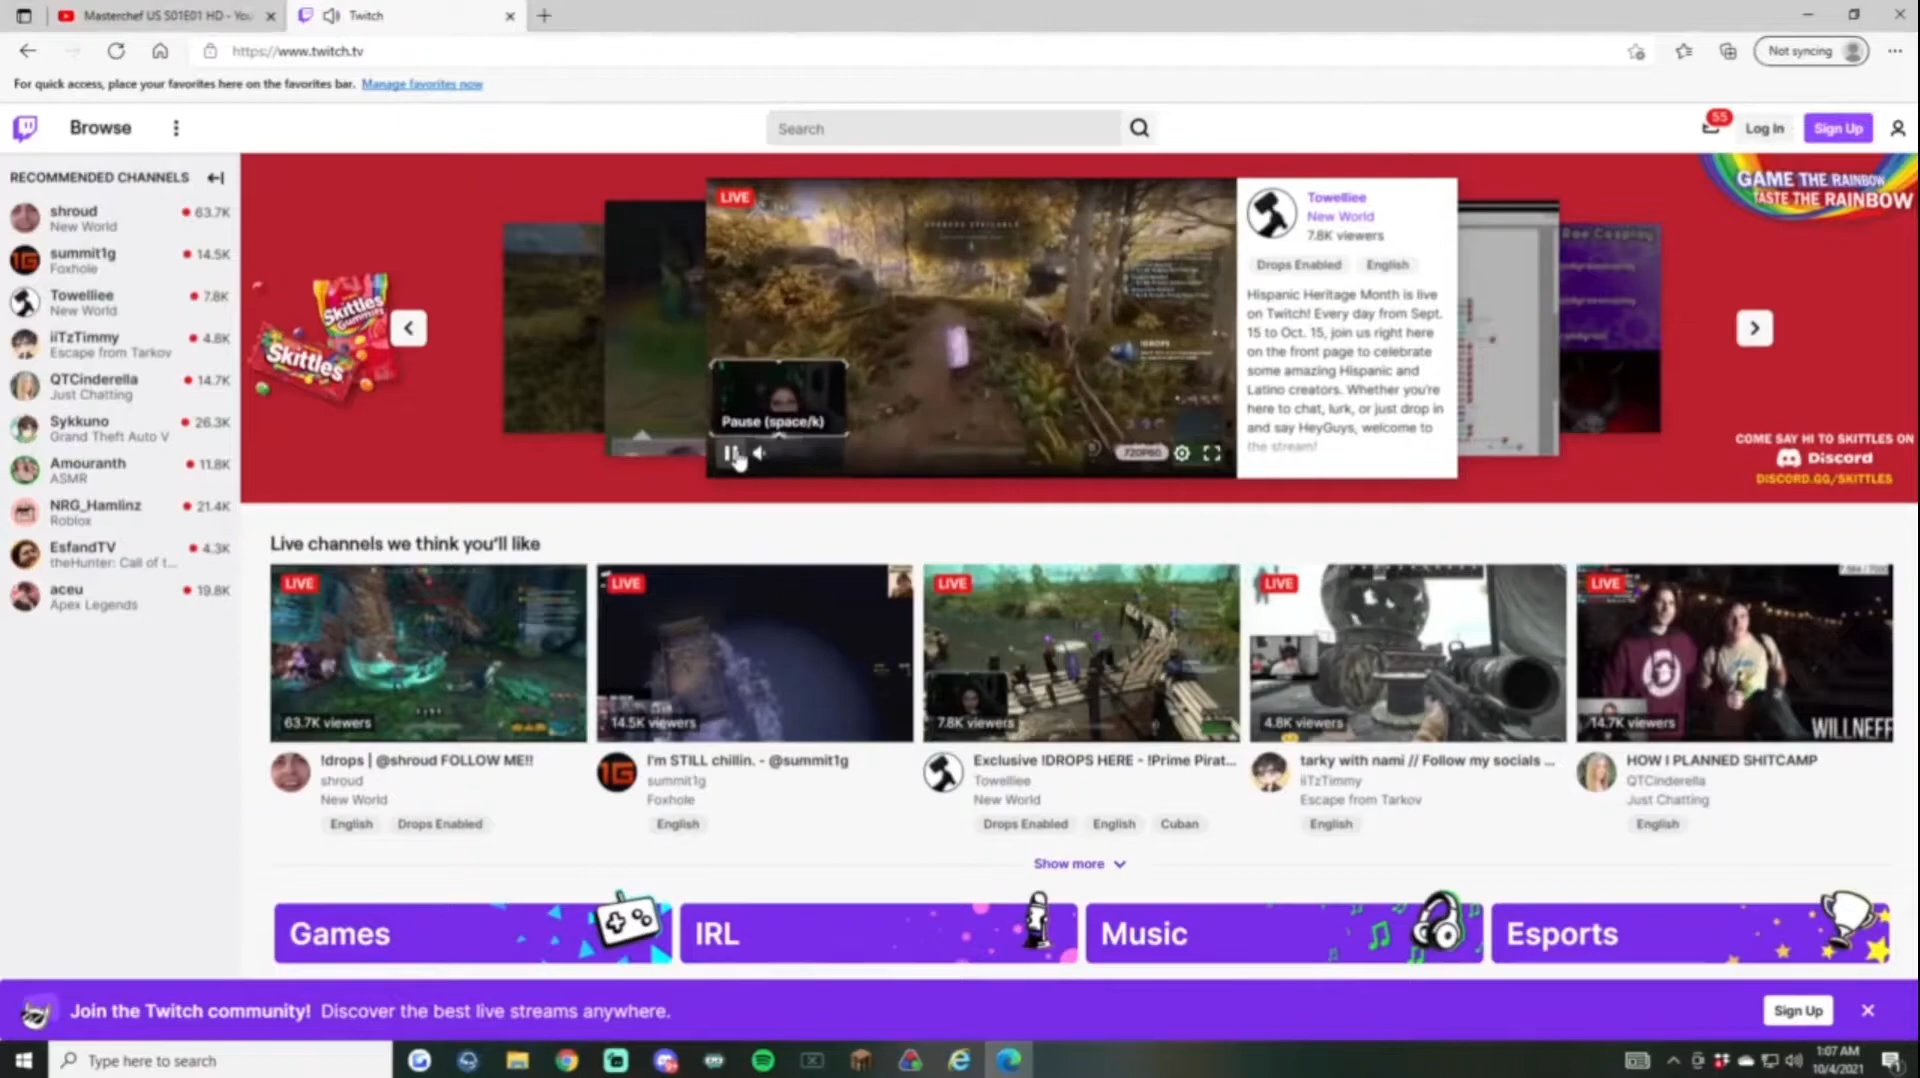 Masterchef US S01E01 HD - You
Twitch
https://www.twitch.tv
Not syncing
For quick access, place your favorites here on the favorites bar. Manage favorites now
Browse
Search
55
Log In
Sign Up
RECOMMENDED CHANNELS
shroud
63.7K
New World
summit1g
14.5K
Foxhole
Towelliee
7.8K
New World
iiTzTimmy
4.8K
Escape from Tarkov
QTCinderella
14.7K
Just Chatting
Sykkuno
26.3K
Grand Theft Auto V
Amouranth
11.8K
ASMR
NRG_Hamlinz
21.4K
Roblox
EsfandTV
4.3K
theHunter: Call of t...
aceu
19.8K
Apex Legends
Skittles
Gummies
Skittles
LIVE
!DROPS
Pause (space/k)
720P60
Towelliee
New World
7.8K viewers
Drops Enabled
English
Hispanic Heritage Month is live
on Twitch! Every day from Sept.
15 to Oct. 15, join us right here
on the front page to celebrate
some amazing Hispanic and
Latino creators. Whether you're
here to chat, lurk, or just drop in
and say HeyGuys, welcome to
the stream!
GAME THE RAINBOW
TASTE THE RAINBOW
COME SAY HI TO SKITTLES ON
Discord
DISCORD.GG/SKITTLES
Live channels we think you'll like
LIVE
63.7K viewers
!drops | @shroud FOLLOW ME!!
shroud
New World
English
Drops Enabled
LIVE
14.5K viewers
I'm STILL chillin. - @summit1g
summit1g
Foxhole
English
LIVE
7.8K viewers
Exclusive !DROPS HERE - !Prime Pirat...
Towelliee
New World
Drops Enabled
English
Cuban
LIVE
4.8K viewers
tarky with nami // Follow my socials ...
iiTzTimmy
Escape from Tarkov
English
LIVE
14.7K viewers
WILLNEFF
HOW I PLANNED SHITCAMP
QTCinderella
Just Chatting
English
Show more
Games
IRL
Music
Esports
Join the Twitch community! Discover the best live streams anywhere.
Sign Up
Type here to search
1:07 AM
10/4/2021